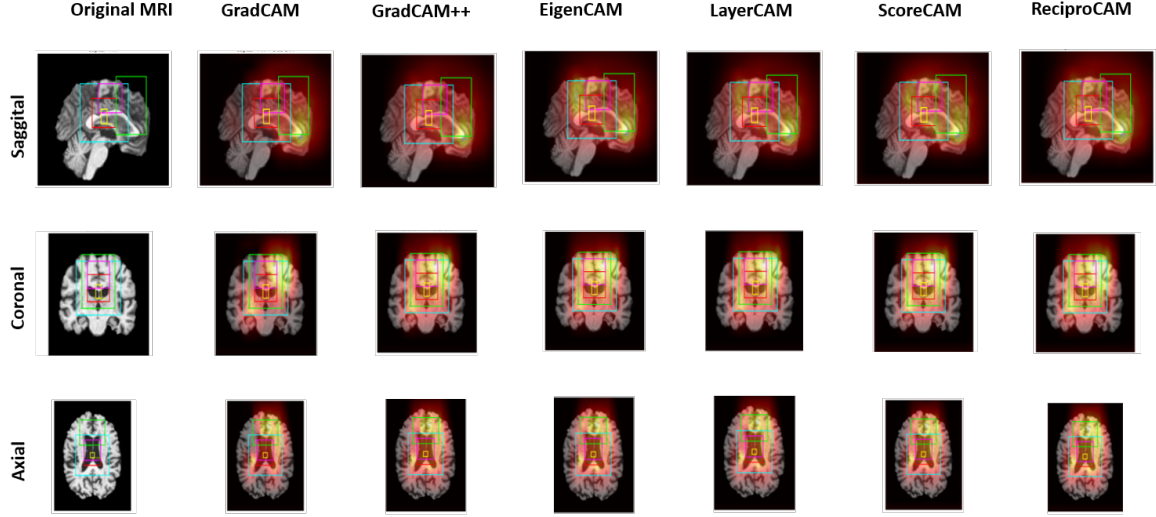 Original MRI GradCAM GradCAM++ EigenCAM LayerCAM ScoreCAM ReciproCAM
Saggital
Coronal
Axial